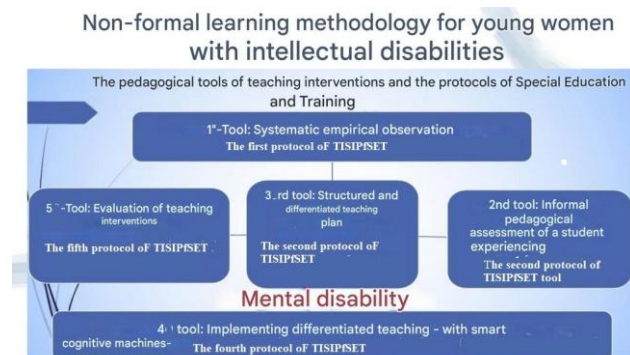 Non-formal learning methodology for young women
with intellectual disabilities
The pedagogical tools of teaching interventions and the protocols of Special Education
and Training
1"-Tool: Systematic empirical observation
The first protocol oF TISIPfSET
5 -Tool: Evaluation of teaching
interventions
The fifth protocol oF TISIPfSET
3 rd tool: Structured and
differentiated teaching
plan
The second protocol oF
TISIPfSET
2nd tool: Informal
pedagogical
assessment of a student
experiencing
The second protocol of
TISIPfSET tool
Mental disability
4 tool: Implementing differentiated teaching - with smart
cognitive machines-
The fourth protocol oF TISIPfSET